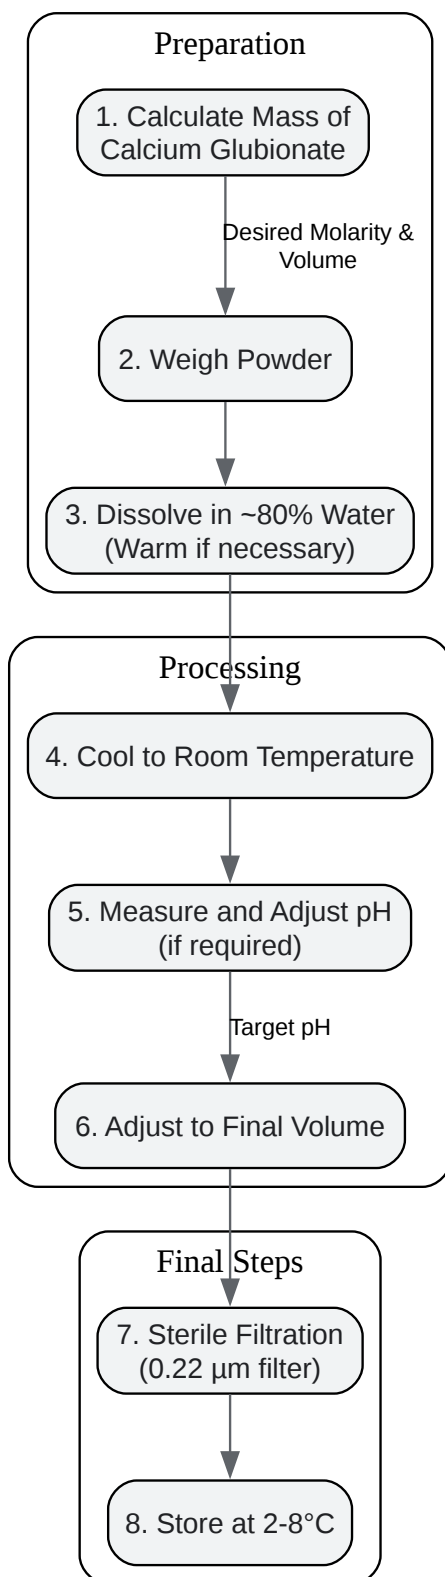 Preparation
1. Calculate Mass of
Calcium Glubionate
Desired Molarity &
Volume
2. Weigh Powder
3. Dissolve in ~80% Water
(Warm if necessary)
Processing
4. Cool to Room Temperature
5. Measure and Adjust pH
(if required)
Target pH
6. Adjust to Final Volume
Final Steps
7. Sterile Filtration
(0.22 µm filter)
8. Store at 2-8°C